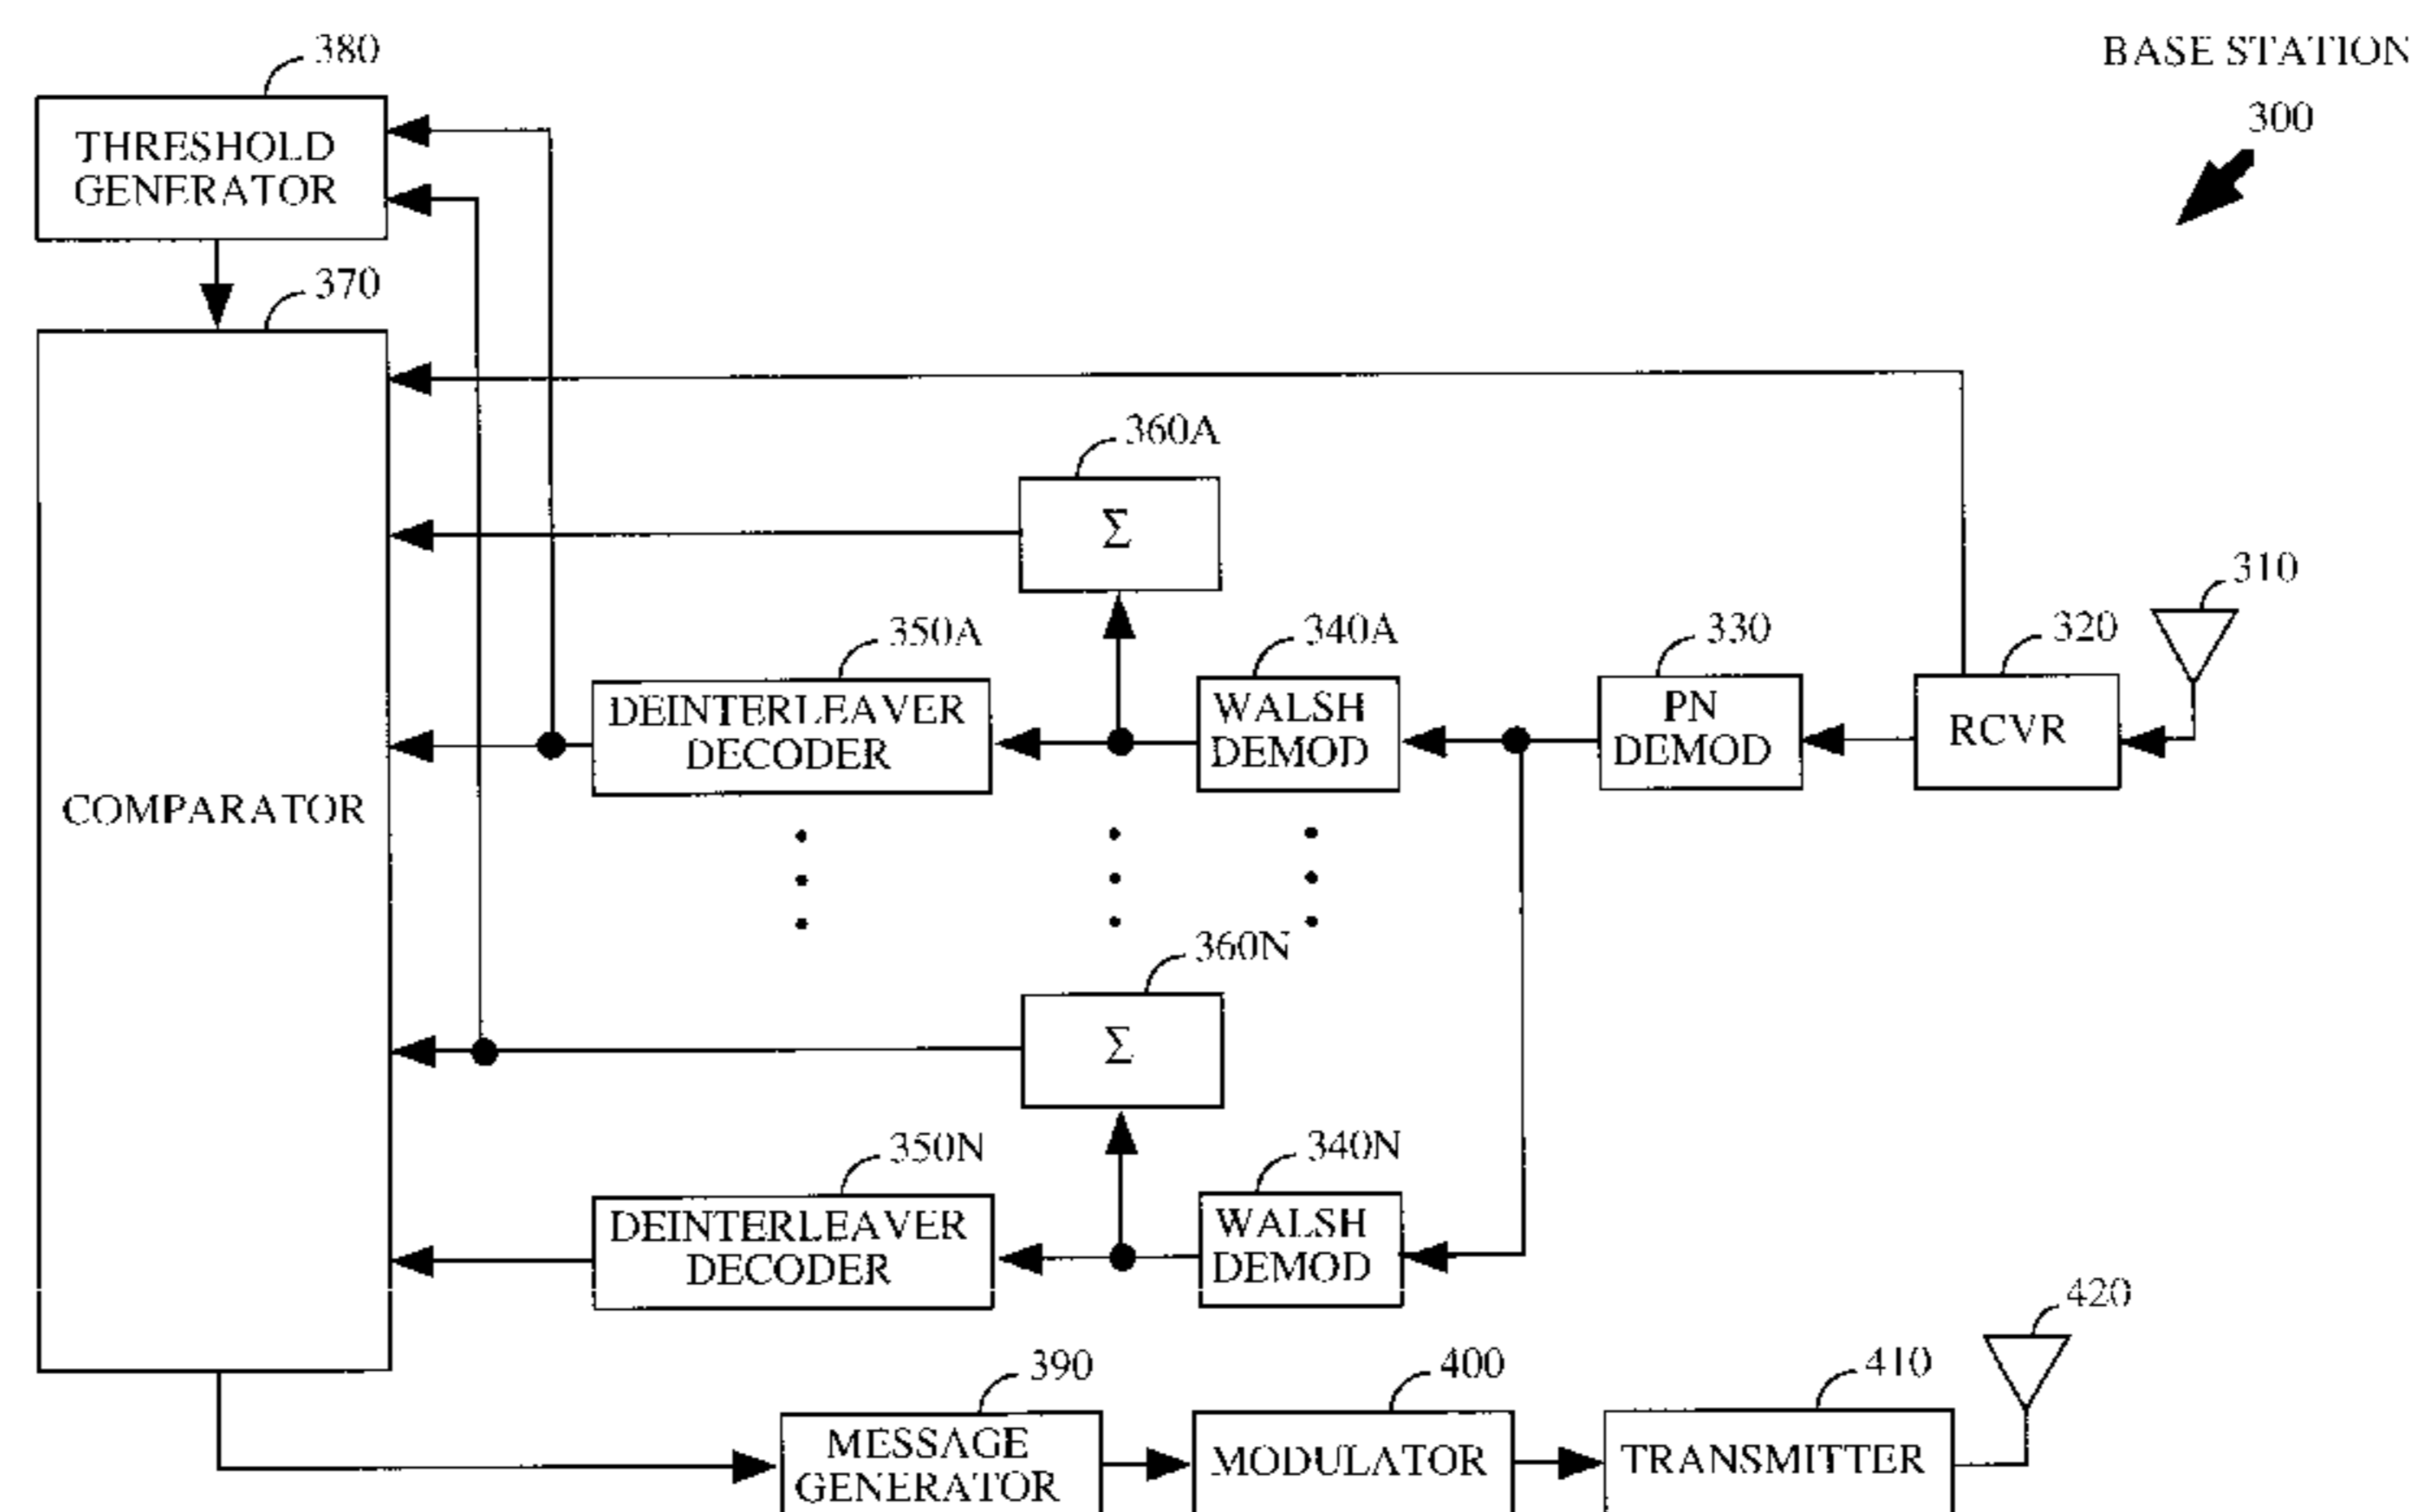 BASE STATION
300
380
THRESHOLD
GENERATOR
370
COMPARATOR
360A
Σ
310
350A
DEINTERLEAVER
DECODER
340A
WALSH
DEMOD
330
PN
DEMOD
320
RCVR
360N
Σ
350N
DEINTERLEAVER
DECODER
340N
WALSH
DEMOD
420
390
MESSAGE
GENERATOR
400
MODULATOR
410
TRANSMITTER